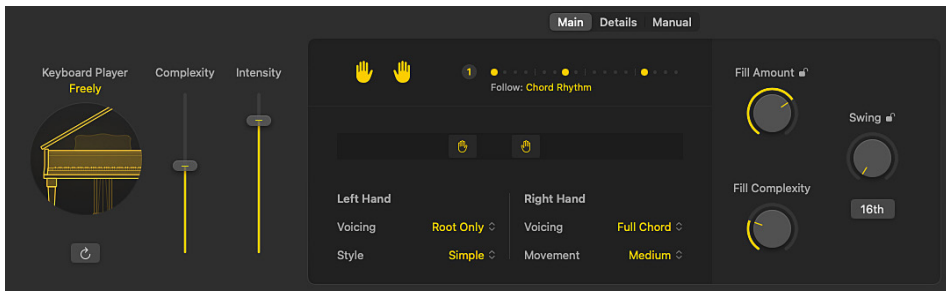 Main Details Manual
Keyboard Player
Freely
Complexity
Intensity
1
Follow: Chord Rhythm
Left Hand
Voicing Root Only
Style Simple
Right Hand
Voicing Full Chord
Movement Medium
Fill Amount
Fill Complexity
Swing
16th